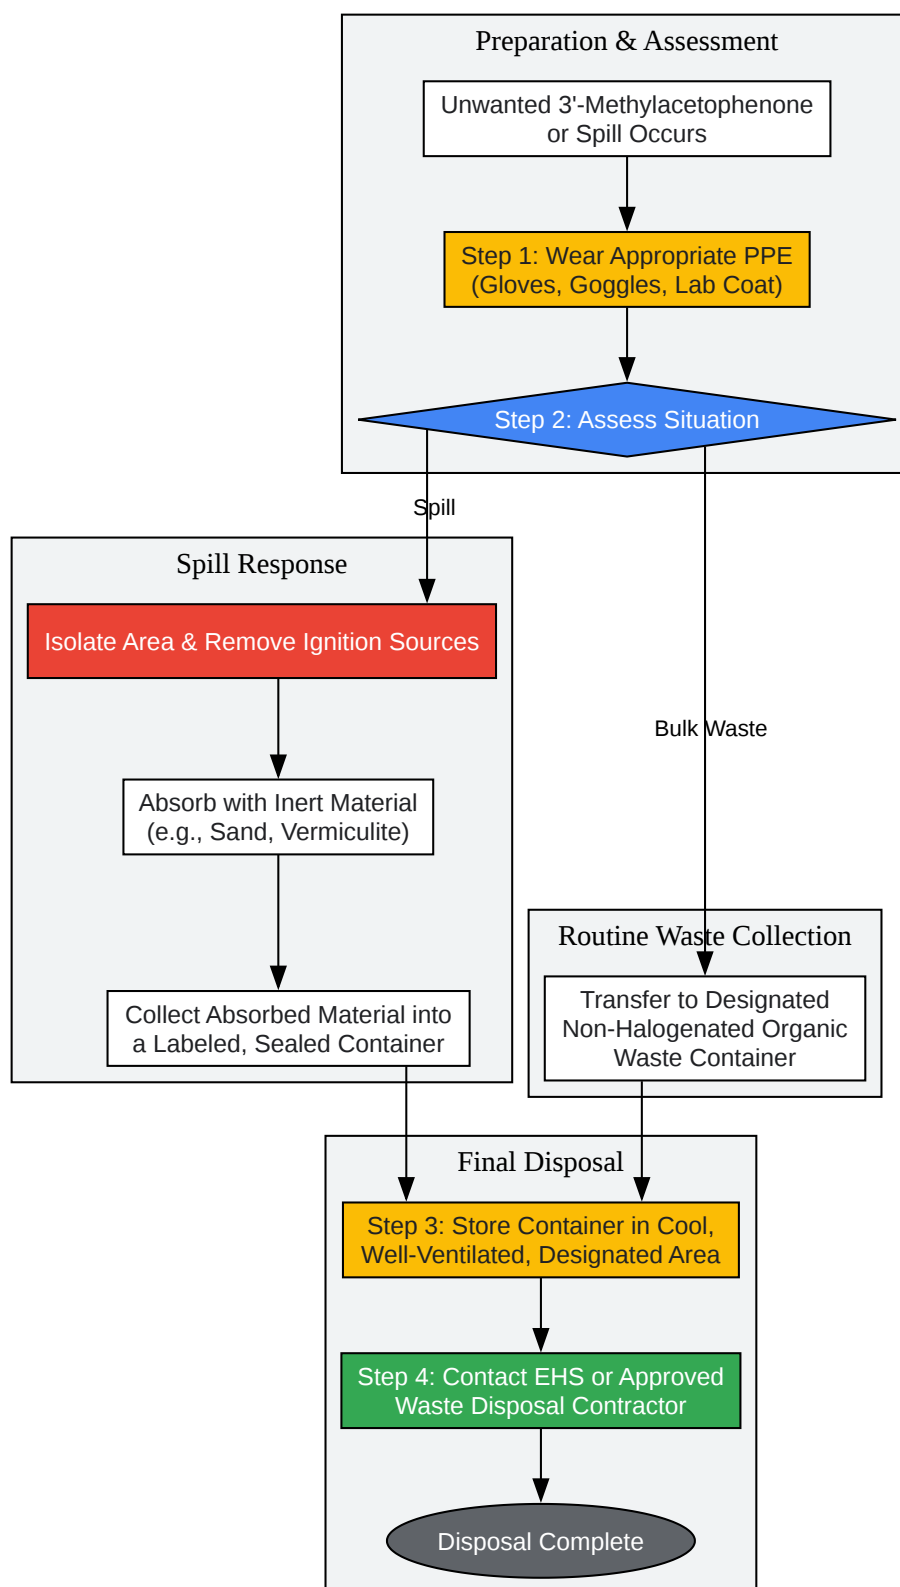 Preparation & Assessment
Unwanted 3'-Methylacetophenone
or Spill Occurs
Step 1: Wear Appropriate PPE
(Gloves, Goggles, Lab Coat)
Step 2: Assess Situation
Spill
Spill Response
Isolate Area & Remove Ignition Sources
Bulk Waste
Absorb with Inert Material
(e.g., Sand, Vermiculite)
Routine Waste Collection
Collect Absorbed Material into
a Labeled, Sealed Container
Transfer to Designated
Non-Halogenated Organic
Waste Container
Final Disposal
Step 3: Store Container in Cool,
Well-Ventilated, Designated Area
Step 4: Contact EHS or Approved
Waste Disposal Contractor
Disposal Complete